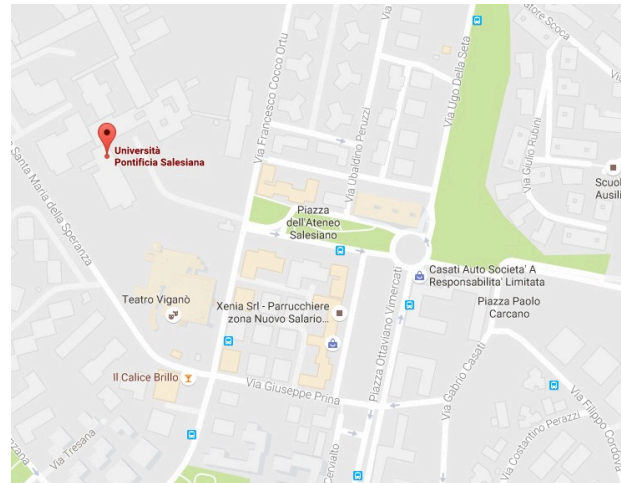 Via Francesco Cocco Ortu
Via Ubaldino Peruzzi
Via Ugo Della Seta
Via Giulio Rubini
Università
Pontificia Salesiana
Santa Maria della Speranza
Piazza
dell'Ateneo
Salesiano
Scuol
Ausili
Teatro Viganò
Xenia Srl - Parrucchiere
zona Nuovo Salario...
Casati Auto Societa' A
Responsabilita' Limitata
Piazza Paolo
Carcano
Piazza Ottaviano Vimercati
Il Calice Brillo
Via Giuseppe Prina
Via Gabrio Casati
Via Filippo Cordova
Via Costantino Perazzi
Via Tresana
Cervialto